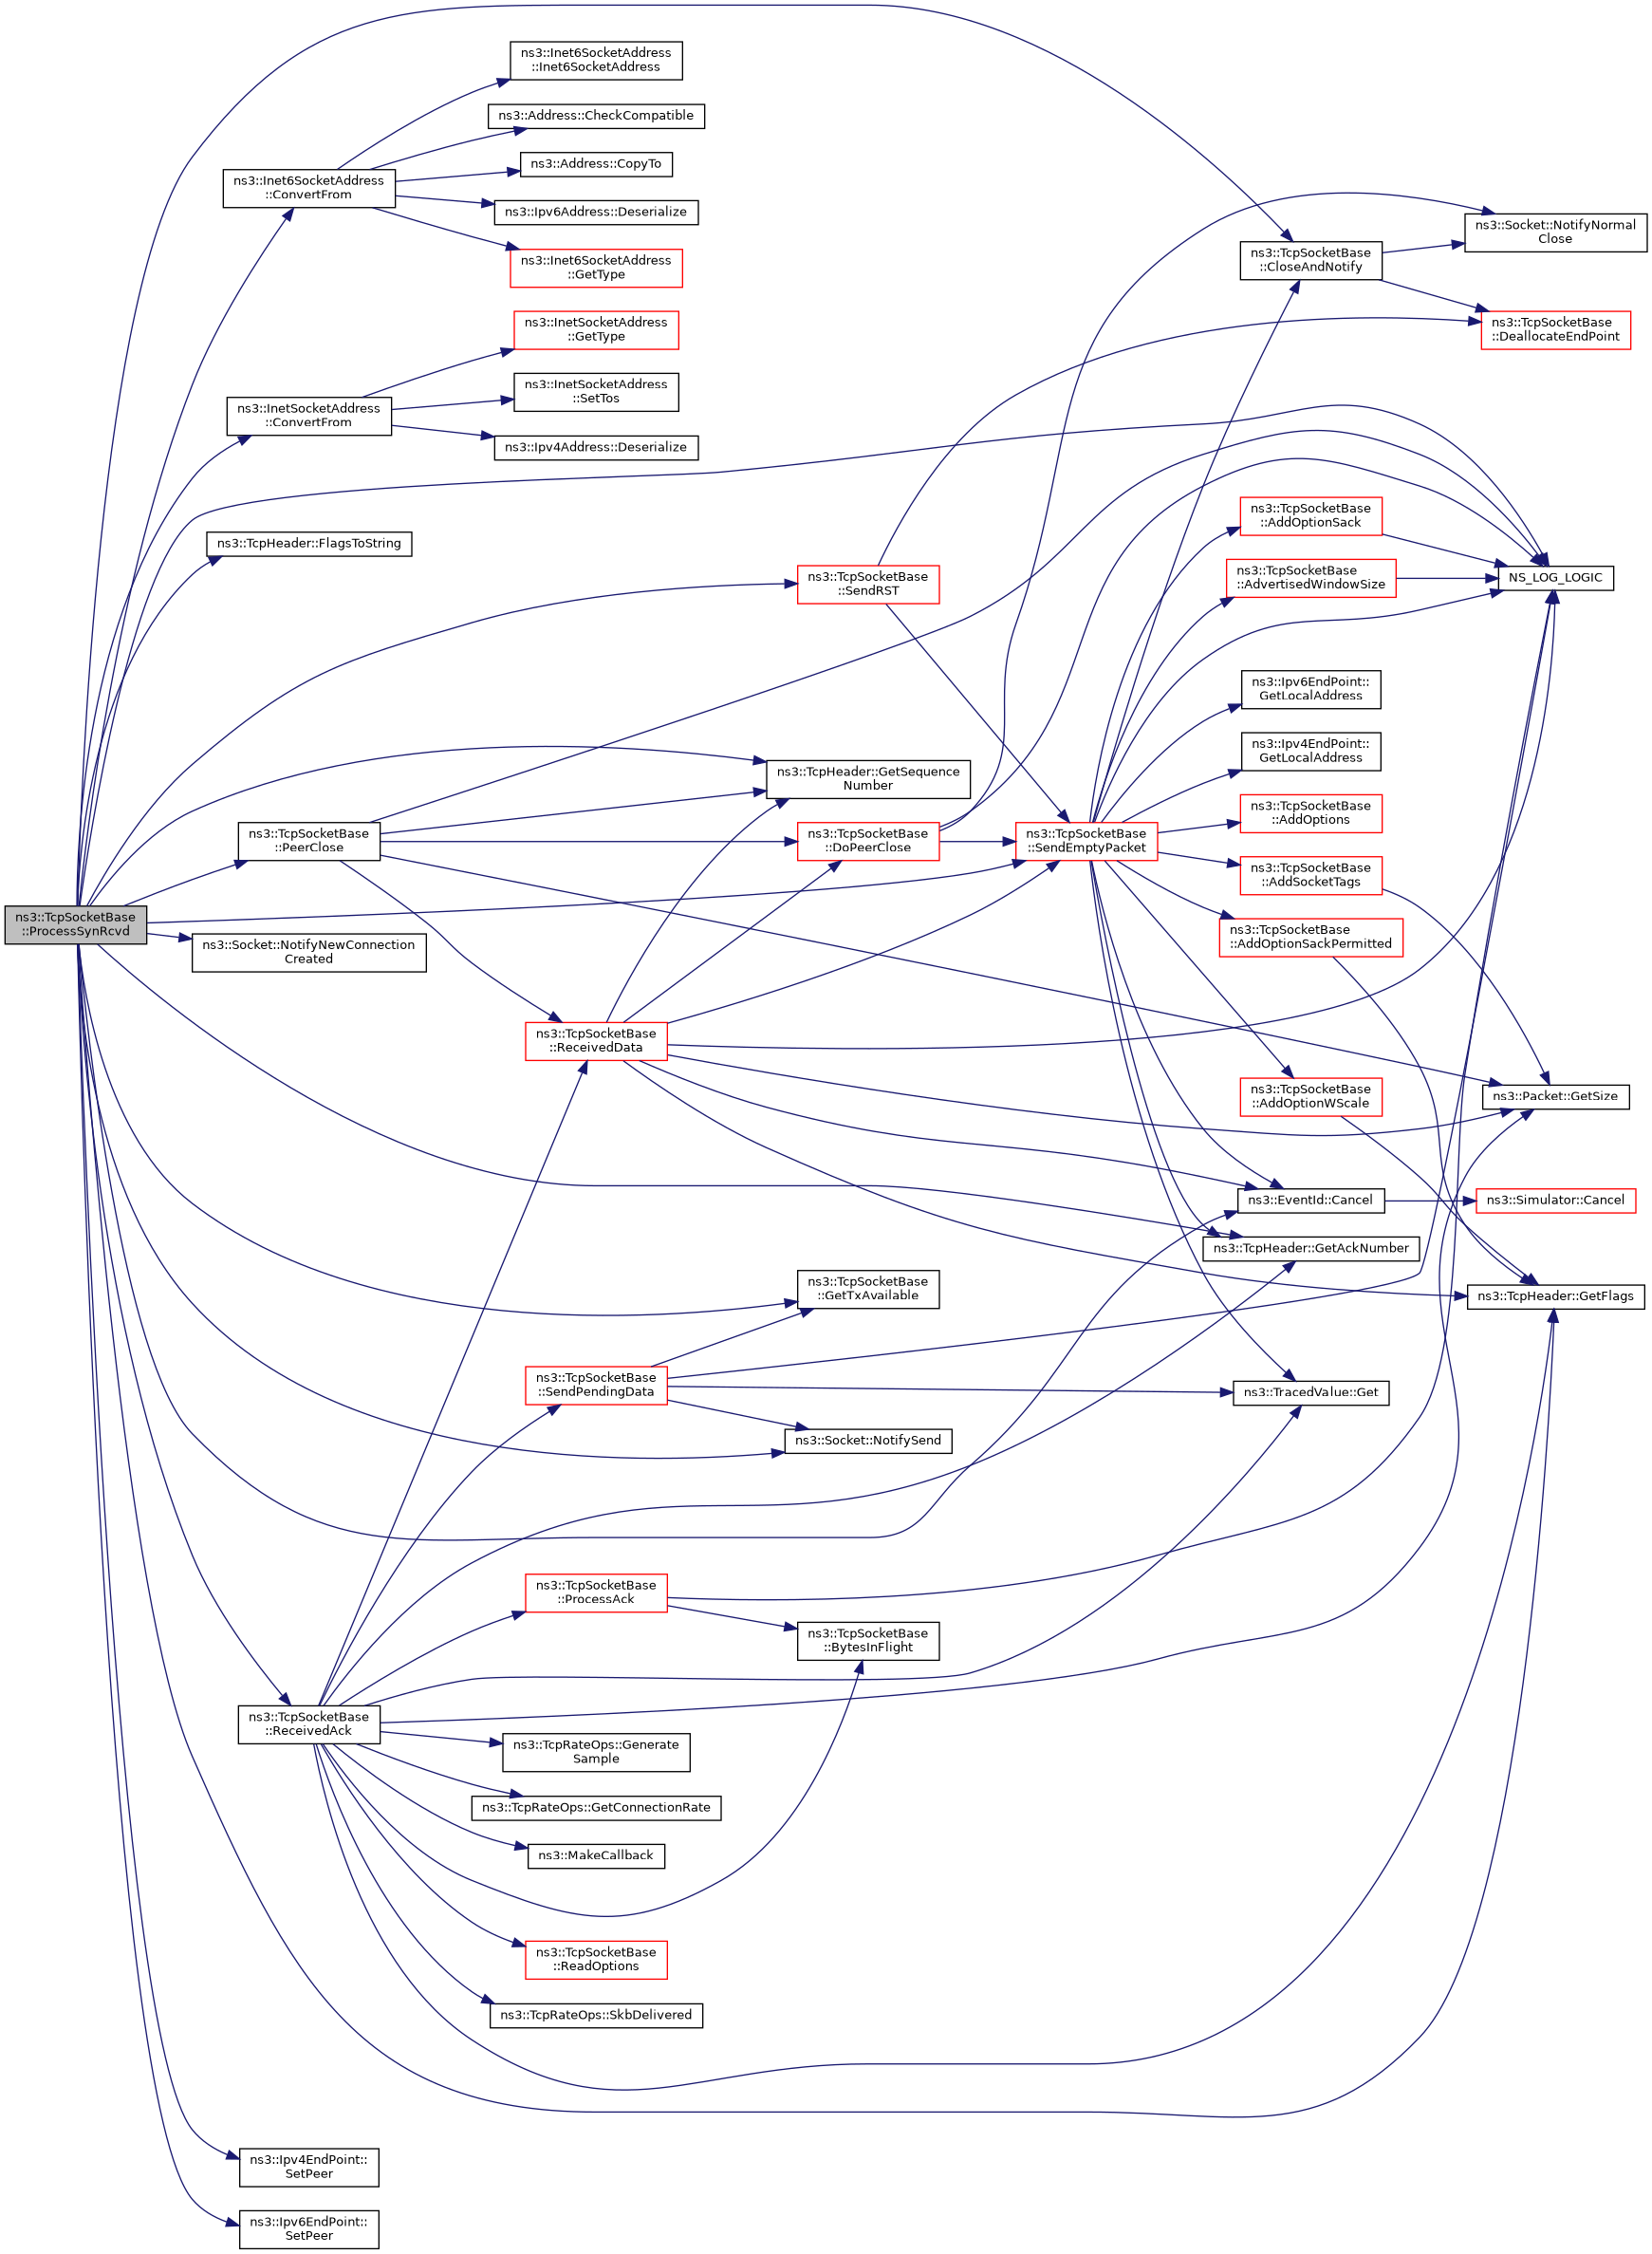 ns3::Inet6SocketAddress
::Inet6SocketAddress
ns3::Address::CheckCompatible
ns3::Address::CopyTo
ns3::Inet6SocketAddress
::ConvertFrom
ns3::Ipv6Address::Deserialize
ns3::Socket::NotifyNormal
Close
ns3::Inet6SocketAddress
::GetType
ns3::TcpSocketBase
::CloseAndNotify
ns3::InetSocketAddress
::GetType
ns3::TcpSocketBase
::DeallocateEndPoint
ns3::InetSocketAddress
::SetTos
ns3::InetSocketAddress
::ConvertFrom
ns3::Ipv4Address::Deserialize
ns3::TcpSocketBase
::AddOptionSack
ns3::TcpHeader::FlagsToString
ns3::TcpSocketBase
::SendRST
ns3::TcpSocketBase
::AdvertisedWindowSize
NS_LOG_LOGIC
ns3::Ipv6EndPoint::
GetLocalAddress
ns3::Ipv4EndPoint::
GetLocalAddress
ns3::TcpHeader::GetSequence
Number
ns3::TcpSocketBase
::AddOptions
ns3::TcpSocketBase
::PeerClose
ns3::TcpSocketBase
::DoPeerClose
ns3::TcpSocketBase
::SendEmptyPacket
ns3::TcpSocketBase
::AddSocketTags
ns3::TcpSocketBase
::ProcessSynRcvd
ns3::Socket::NotifyNewConnection
Created
ns3::TcpSocketBase
::AddOptionSackPermitted
ns3::TcpSocketBase
::ReceivedData
ns3::TcpSocketBase
::AddOptionWScale
ns3::Packet::GetSize
ns3::EventId::Cancel
ns3::Simulator::Cancel
ns3::TcpHeader::GetAckNumber
ns3::TcpSocketBase
::GetTxAvailable
ns3::TcpHeader::GetFlags
ns3::TcpSocketBase
::SendPendingData
ns3::TracedValue::Get
ns3::Socket::NotifySend
ns3::TcpSocketBase
::ProcessAck
ns3::TcpSocketBase
::BytesInFlight
ns3::TcpSocketBase
::ReceivedAck
ns3::TcpRateOps::Generate
Sample
ns3::TcpRateOps::GetConnectionRate
ns3::MakeCallback
ns3::TcpSocketBase
::ReadOptions
ns3::TcpRateOps::SkbDelivered
ns3::Ipv4EndPoint::
SetPeer
ns3::Ipv6EndPoint::
SetPeer